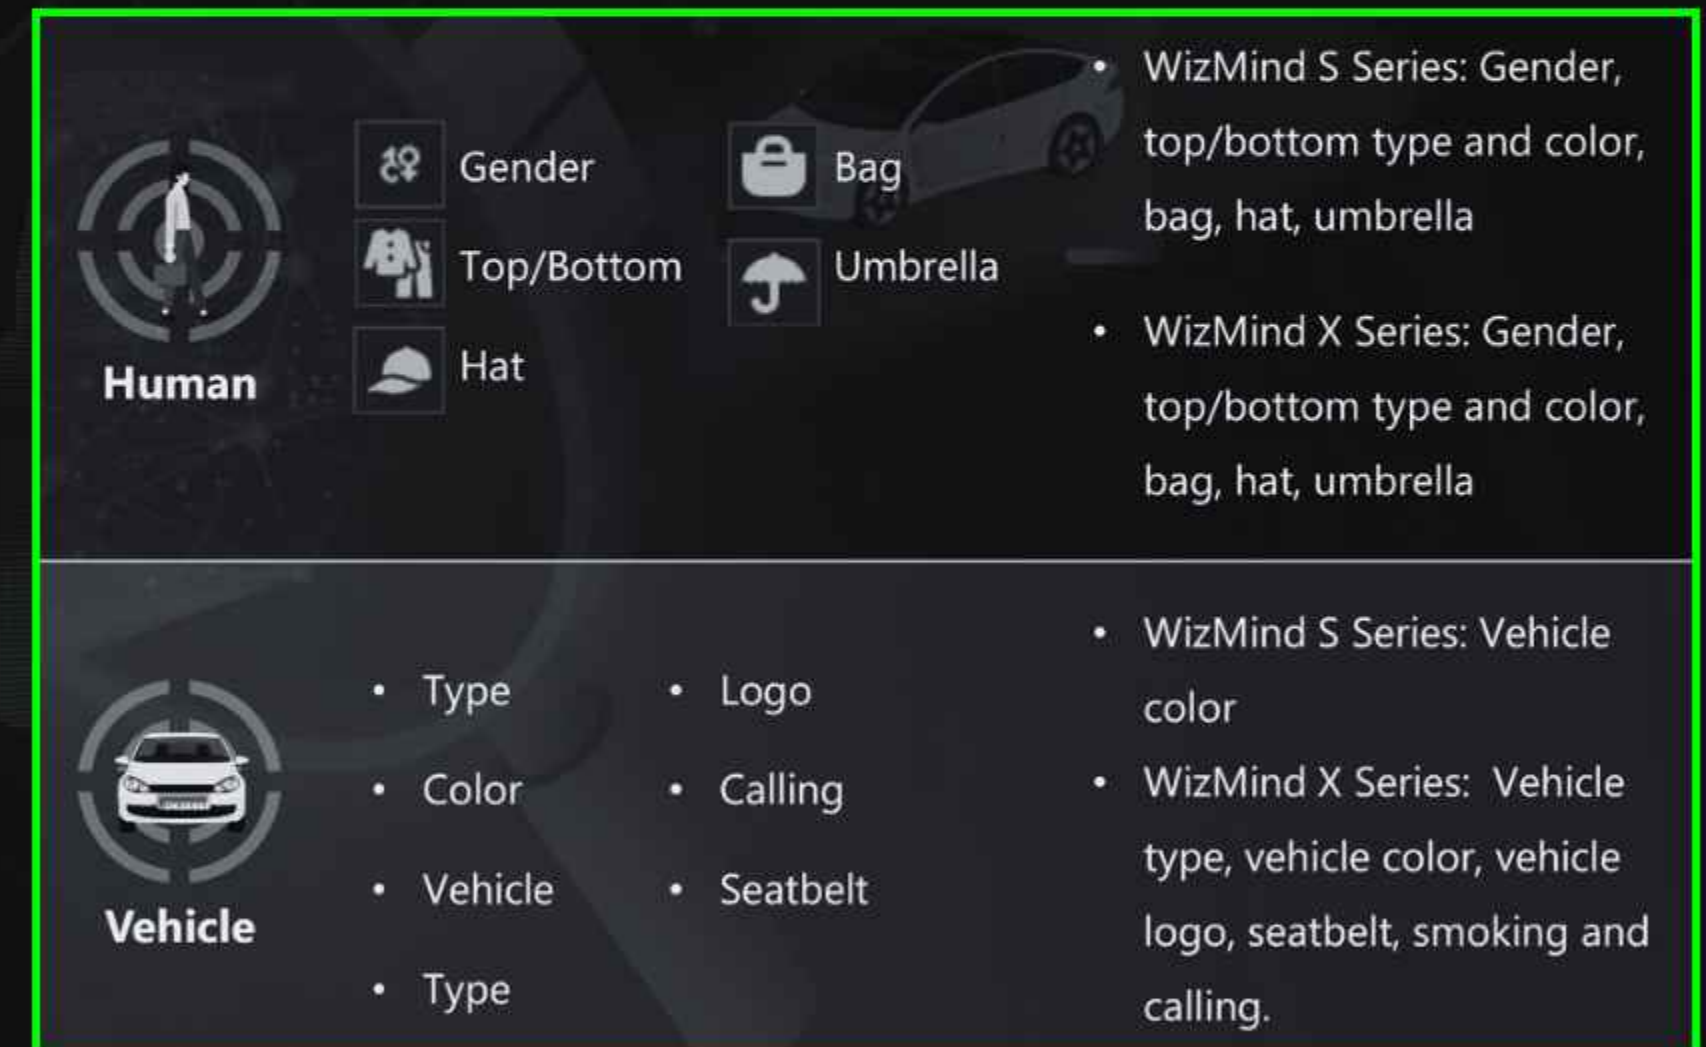 Human
Gender
Top/Bottom
Hat
Bag
Umbrella
• WizMind S Series: Gender,
top/bottom type and color,
bag, hat, umbrella
• WizMind X Series: Gender,
top/bottom type and color,
bag, hat, umbrella
Vehicle
• Type
• Color
• Vehicle
• Type
• Logo
• Calling
• Seatbelt
• WizMind S Series: Vehicle
color
• WizMind X Series: Vehicle
type, vehicle color, vehicle
logo, seatbelt, smoking and
calling.